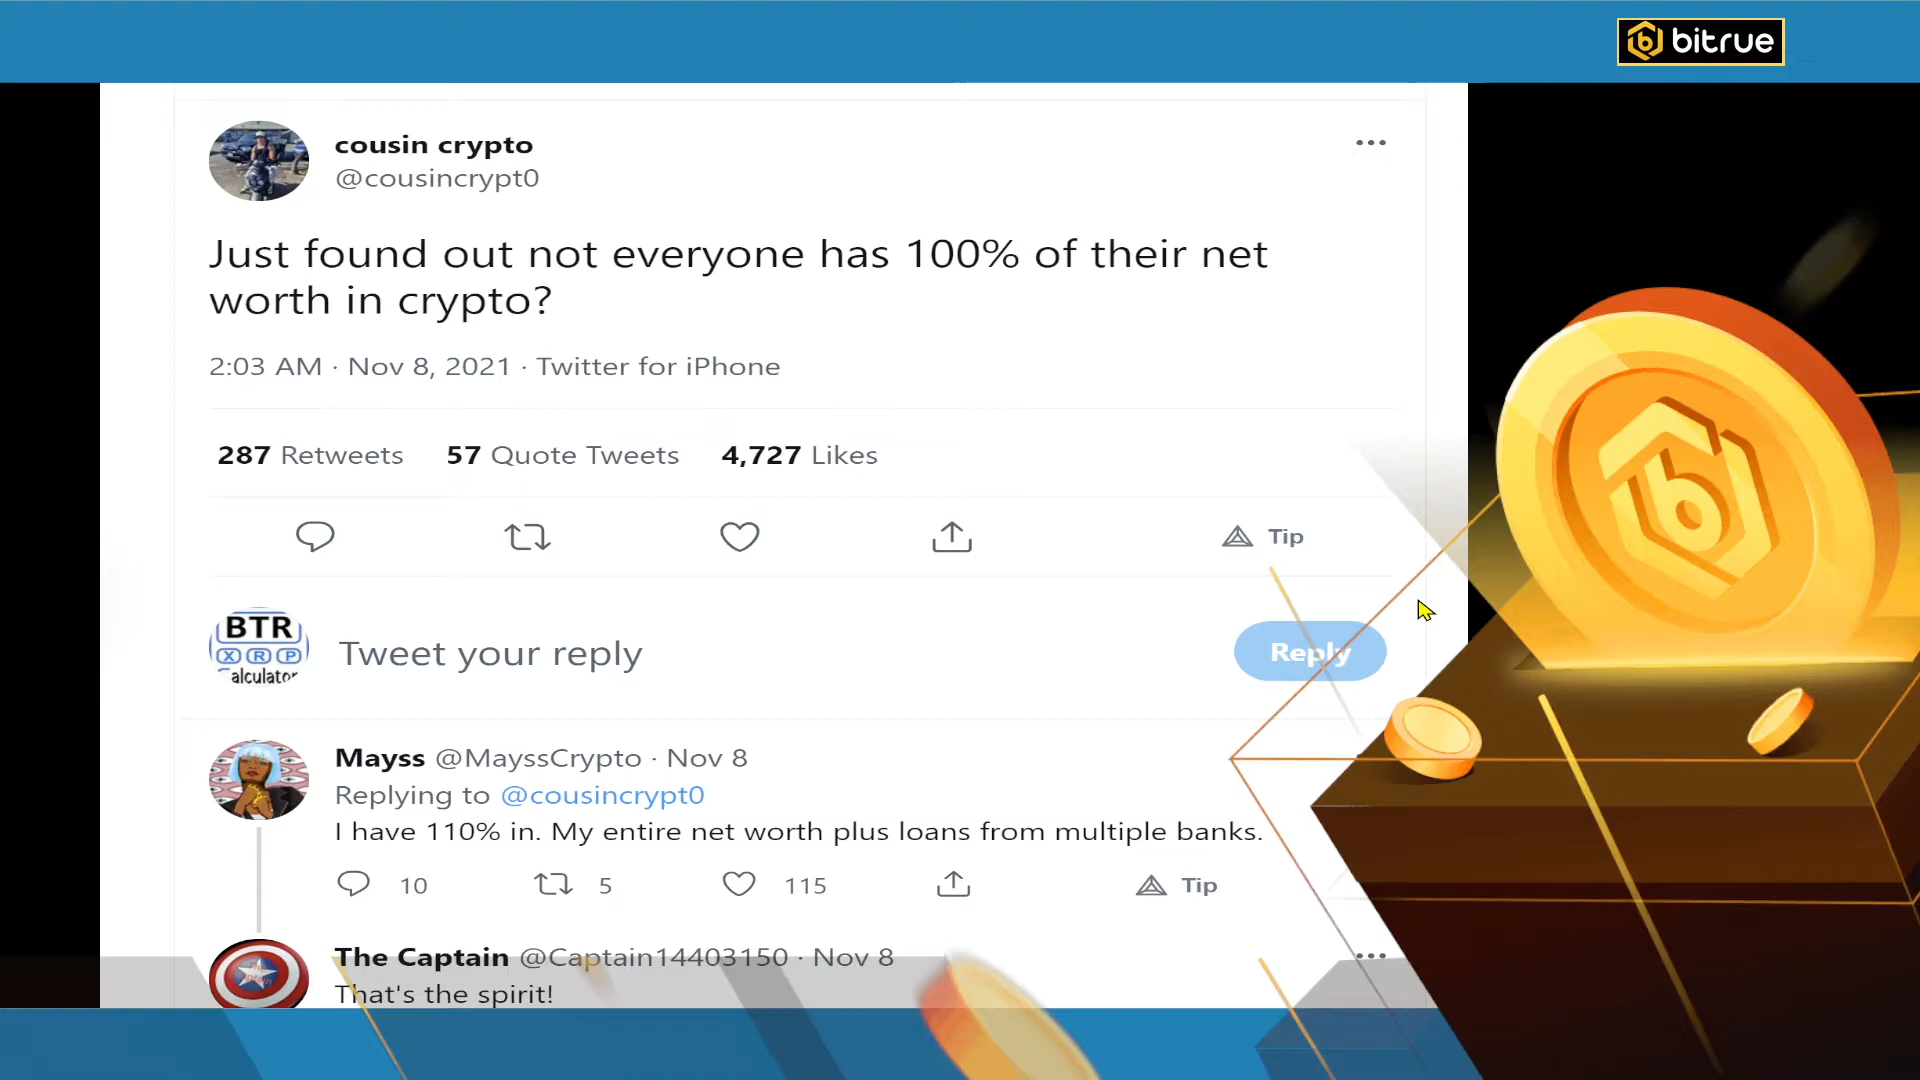 bitrue
cousin crypto
@cousincrypt0
Just found out not everyone has 100% of their net
worth in crypto?
2:03 AM · Nov 8, 2021 · Twitter for iPhone
287 Retweets 57 Quote Tweets 4,727 Likes
Tip
BTR
XRP
Calculator
Tweet your reply
Reply
Mayss @MayssCrypto · Nov 8
Replying to @cousincrypt0
I have 110% in. My entire net worth plus loans from multiple banks.
10 5 115 Tip
The Captain @Captain14403150 · Nov 8
That's the spirit!